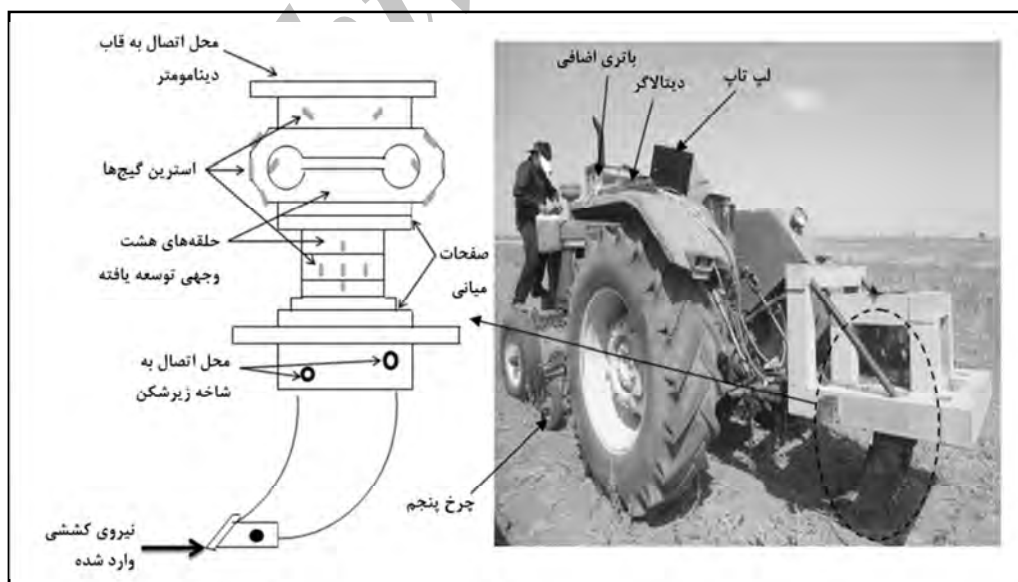 محل اتصال به قاب
دینامومتر
استرین گیج‌ها
حلقه‌های هشت
وجهی توسعه یافته
صفحات
میانی
محل اتصال به
شاخه زیرشکن
نیروی کششی
وارد شده
باتری اضافی
دیتالاگر
لپ تاپ
چرخ پنجم